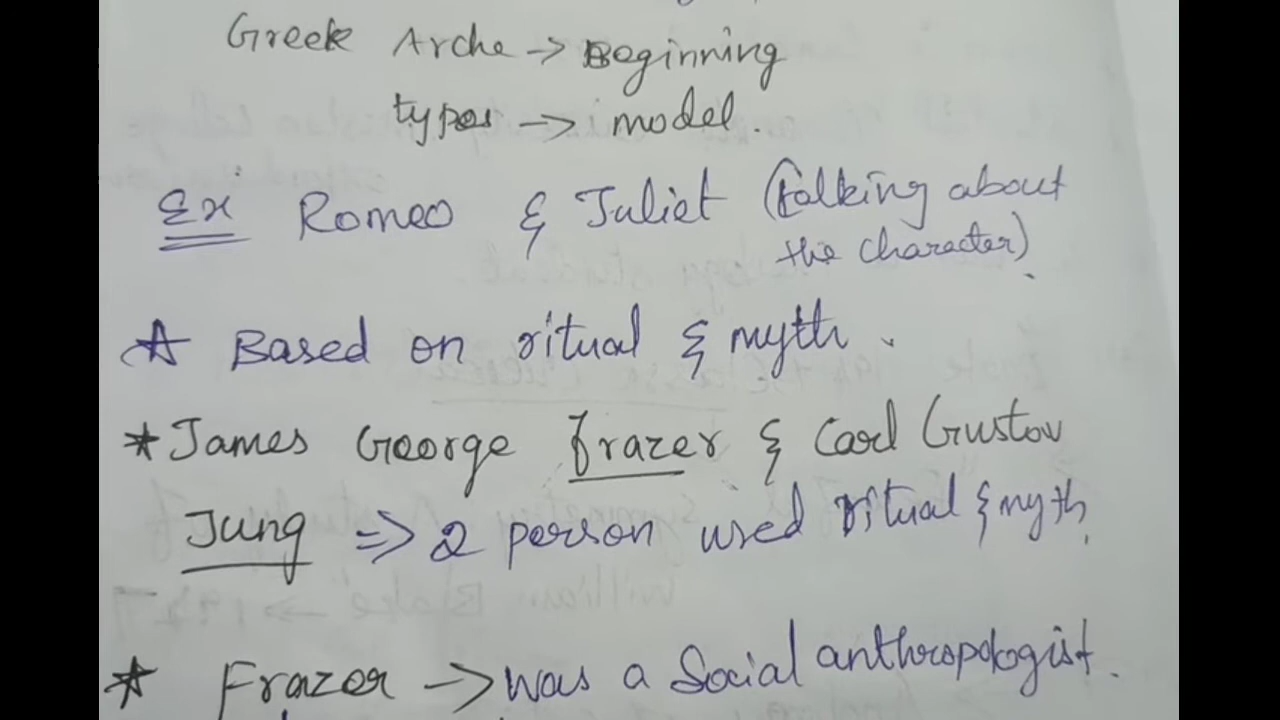 Greek Arche → Beginning
typos → model.
Ex Romeo & Juliet (talking about
the character)
Based on ritual & myth.
* James George Frazer & Carl Gustov
Jung ⇒ 2 person used ritual & myth
* Frazer → was a Social anthropologist.